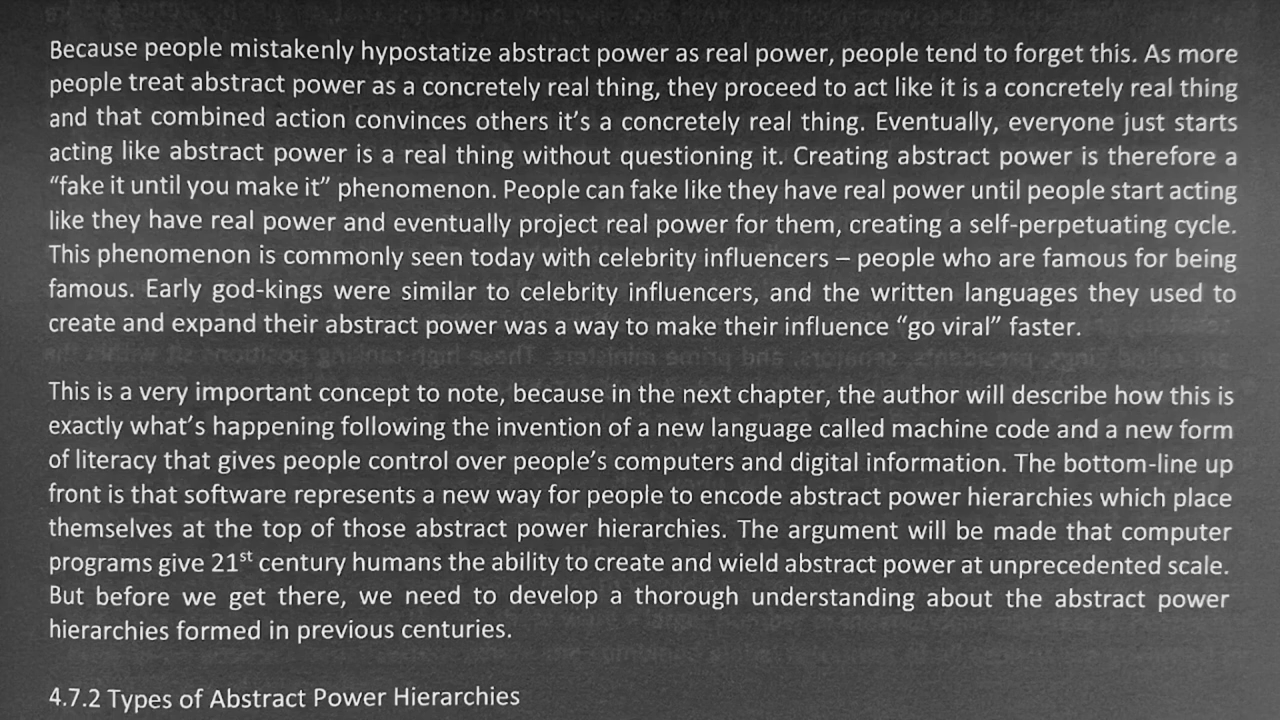 Because people mistakenly hypostatize abstract power as real power, people tend to forget this. As more
people treat abstract power as a concretely real thing, they proceed to act like it is a concretely real thing
and that combined action convinces others it's a concretely real thing. Eventually, everyone just starts
acting like abstract power is a real thing without questioning it. Creating abstract power is therefore a
“fake it until you make it” phenomenon. People can fake like they have real power until people start acting
like they have real power and eventually project real power for them, creating a self-perpetuating cycle.
This phenomenon is commonly seen today with celebrity influencers – people who are famous for being
famous. Early god-kings were similar to celebrity influencers, and the written languages they used to
create and expand their abstract power was a way to make their influence “go viral” faster.
This is a very important concept to note, because in the next chapter, the author will describe how this is
exactly what's happening following the invention of a new language called machine code and a new form
of literacy that gives people control over people's computers and digital information. The bottom-line up
front is that software represents a new way for people to encode abstract power hierarchies which place
themselves at the top of those abstract power hierarchies. The argument will be made that computer
programs give 21st century humans the ability to create and wield abstract power at unprecedented scale.
But before we get there, we need to develop a thorough understanding about the abstract power
hierarchies formed in previous centuries.
4.7.2 Types of Abstract Power Hierarchies